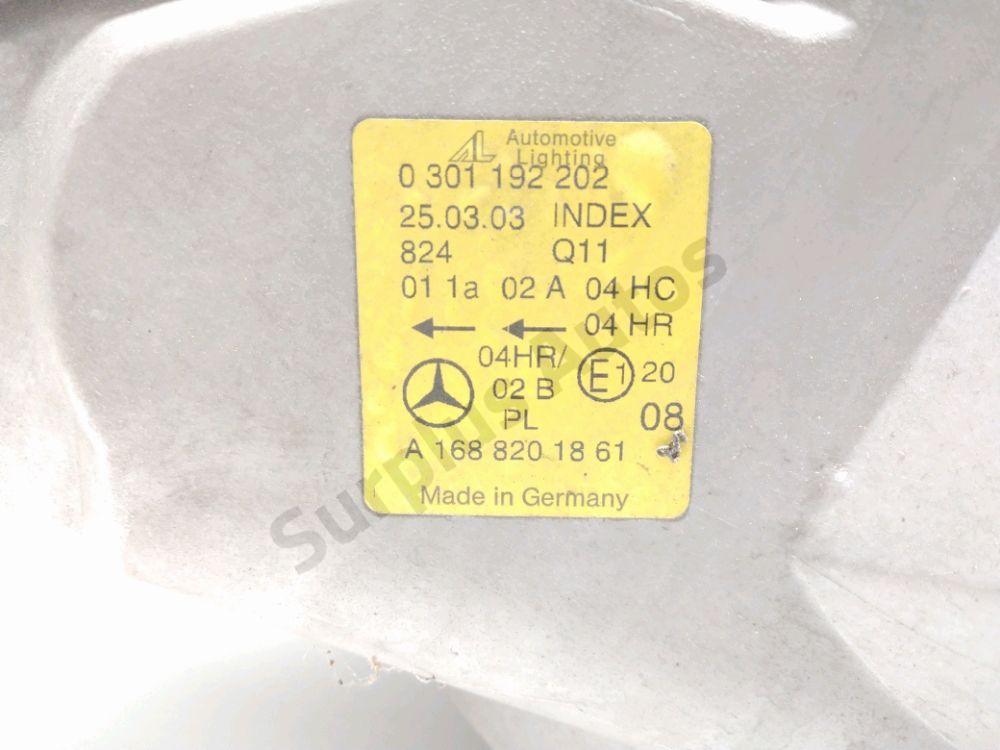 AL Automotive
Lighting
0 301 192 202
25.03.03 INDEX
824 Q11
01 1a 02 A 04 HC
04 HR
04HR/
02 B E1 20
PL 08
A 168 820 18 61
Made in Germany
Surplus Autos